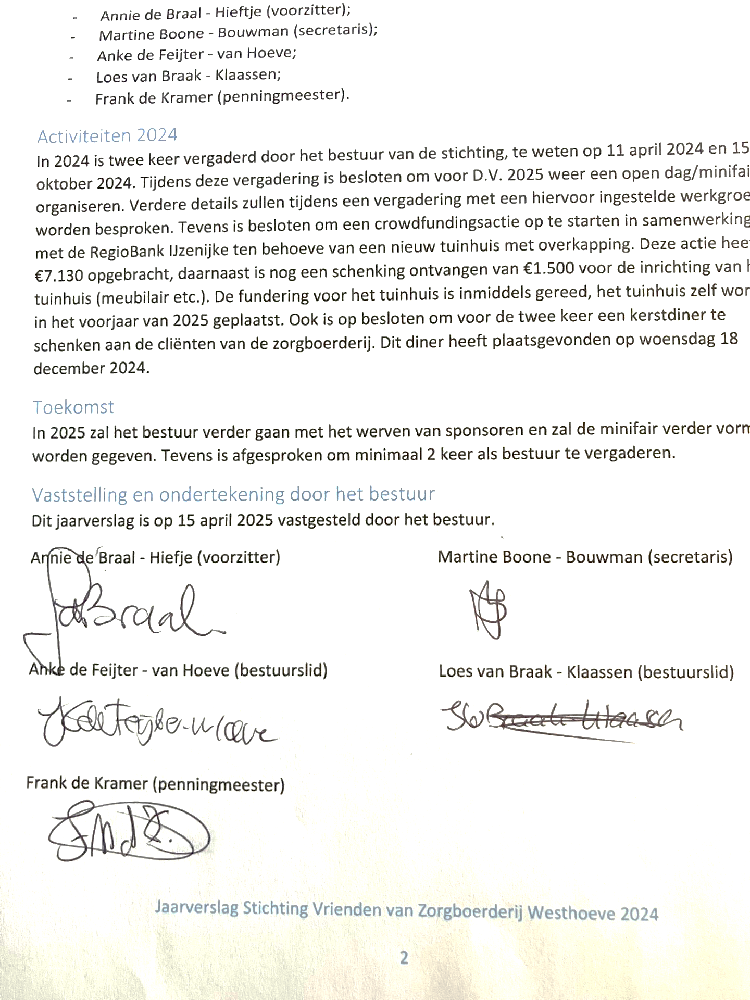 - Annie de Braal - Hieftje (voorzitter);
- Martine Boone - Bouwman (secretaris);
- Anke de Feijter - van Hoeve;
- Loes van Braak - Klaassen;
- Frank de Kramer (penningmeester).
Activiteiten 2024
In 2024 is twee keer vergaderd door het bestuur van de stichting, te weten op 11 april 2024 en 15
oktober 2024. Tijdens deze vergadering is besloten om voor D.V. 2025 weer een open dag/minifai
organiseren. Verdere details zullen tijdens een vergadering met een hiervoor ingestelde werkgroe
worden besproken. Tevens is besloten om een crowdfundingsactie op te starten in samenwerking
met de RegioBank IJzenijke ten behoeve van een nieuw tuinhuis met overkapping. Deze actie hee
€7.130 opgebracht, daarnaast is nog een schenking ontvangen van €1.500 voor de inrichting van h
tuinhuis (meubilair etc.). De fundering voor het tuinhuis is inmiddels gereed, het tuinhuis zelf wor
in het voorjaar van 2025 geplaatst. Ook is op besloten om voor de twee keer een kerstdiner te
schenken aan de cliënten van de zorgboerderij. Dit diner heeft plaatsgevonden op woensdag 18
december 2024.
Toekomst
In 2025 zal het bestuur verder gaan met het werven van sponsoren en zal de minifair verder vorm
worden gegeven. Tevens is afgesproken om minimaal 2 keer als bestuur te vergaderen.
Vaststelling en ondertekening door het bestuur
Dit jaarverslag is op 15 april 2025 vastgesteld door het bestuur.
Annie de Braal - Hiefje (voorzitter)
Martine Boone - Bouwman (secretaris)
Braal
Anke de Feijter - van Hoeve (bestuurslid)
Loes van Braak - Klaassen (bestuurslid)
Frank de Kramer (penningmeester)
Jaarverslag Stichting Vrienden van Zorgboerderij Westhoeve 2024
2